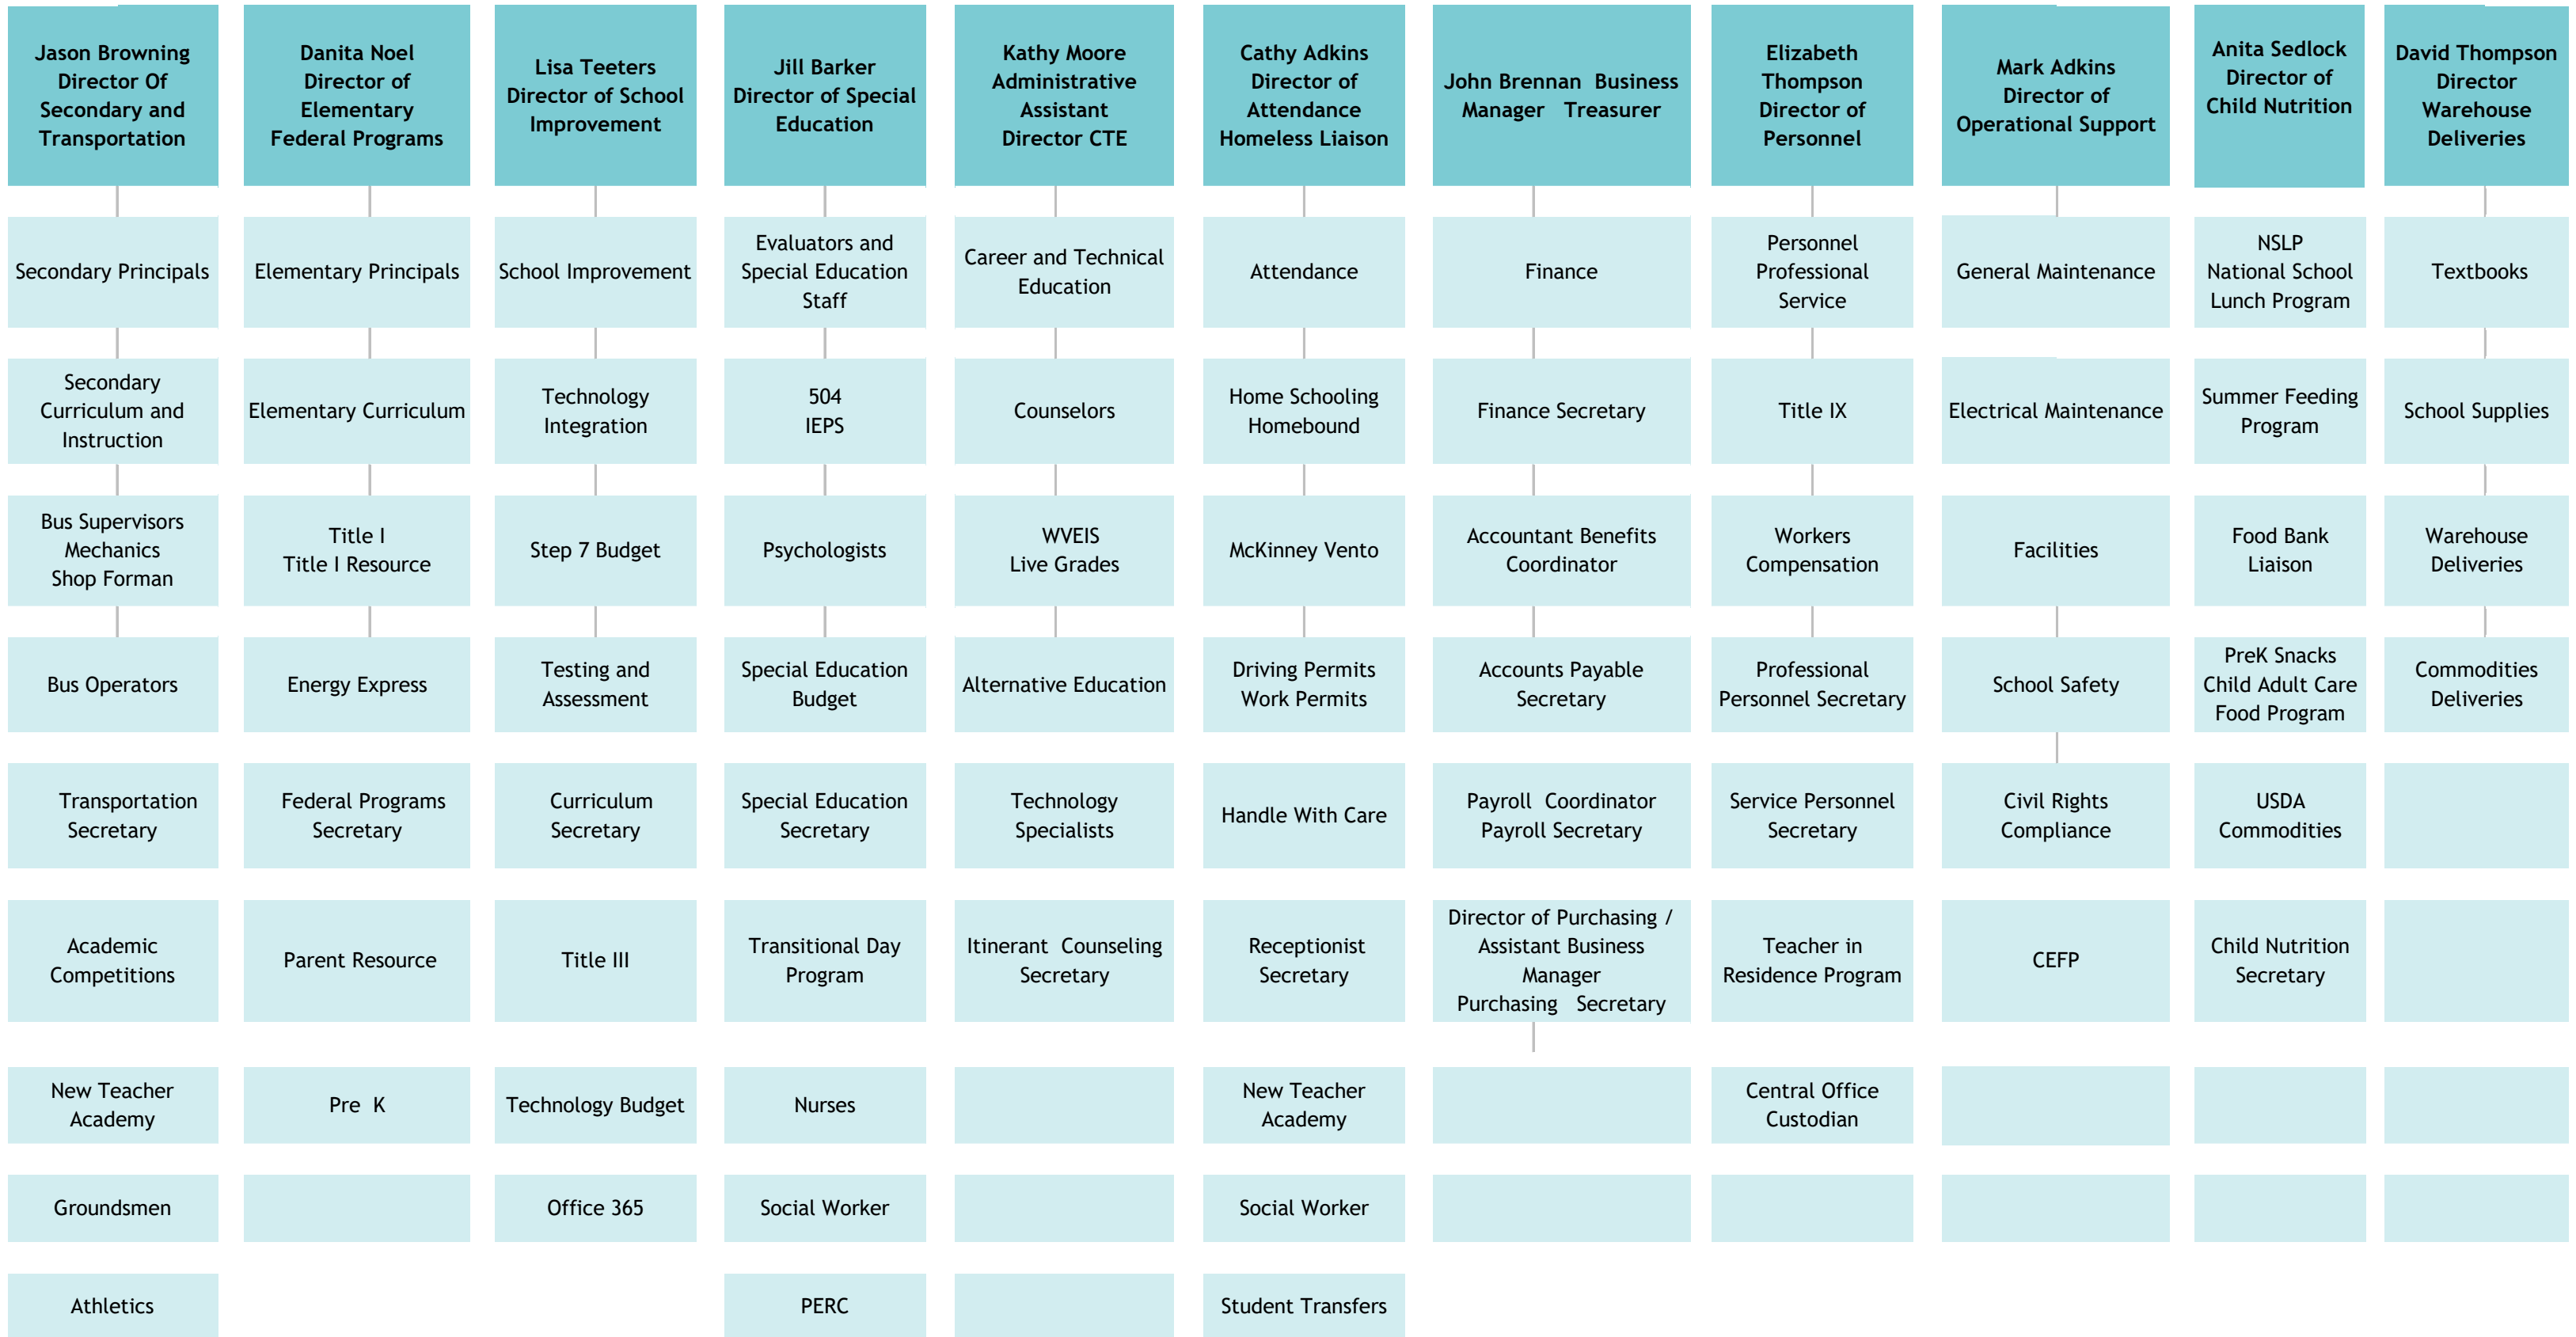 Jason Browning
Director Of
Secondary and
Transportation
Danita Noel
Director of
Elementary
Federal Programs
Lisa Teeters
Director of School
Improvement
Jill Barker
Director of Special
Education
Kathy Moore
Administrative
Assistant
Director CTE
Cathy Adkins
Director of
Attendance
Homeless Liaison
John Brennan Business
Manager Treasurer
Elizabeth
Thompson
Director of
Personnel
Mark Adkins
Director of
Operational Support
Anita Sedlock
Director of
Child Nutrition
David Thompson
Director
Warehouse
Deliveries
Secondary Principals
Elementary Principals
School Improvement
Evaluators and
Special Education
Staff
Career and Technical
Education
Attendance
Finance
Personnel
Professional
Service
General Maintenance
NSLP
National School
Lunch Program
Textbooks
Secondary
Curriculum and
Instruction
Elementary Curriculum
Technology
Integration
504
IEPS
Counselors
Home Schooling
Homebound
Finance Secretary
Title IX
Electrical Maintenance
Summer Feeding
Program
School Supplies
Bus Supervisors
Mechanics
Shop Forman
Title I
Title I Resource
Step 7 Budget
Psychologists
WVEIS
Live Grades
McKinney Vento
Accountant Benefits
Coordinator
Workers
Compensation
Facilities
Food Bank
Liaison
Warehouse
Deliveries
Bus Operators
Energy Express
Testing and
Assessment
Special Education
Budget
Alternative Education
Driving Permits
Work Permits
Accounts Payable
Secretary
Professional
Personnel Secretary
School Safety
PreK Snacks
Child Adult Care
Food Program
Commodities
Deliveries
Transportation
Secretary
Federal Programs
Secretary
Curriculum
Secretary
Special Education
Secretary
Technology
Specialists
Handle With Care
Payroll Coordinator
Payroll Secretary
Service Personnel
Secretary
Civil Rights
Compliance
USDA
Commodities
Academic
Competitions
Parent Resource
Title III
Transitional Day
Program
Itinerant Counseling
Secretary
Receptionist
Secretary
Director of Purchasing /
Assistant Business
Manager
Purchasing Secretary
Teacher in
Residence Program
CEFP
Child Nutrition
Secretary
New Teacher
Academy
Pre K
Technology Budget
Nurses
New Teacher
Academy
Central Office
Custodian
Groundsmen
Office 365
Social Worker
Social Worker
Athletics
PERC
Student Transfers